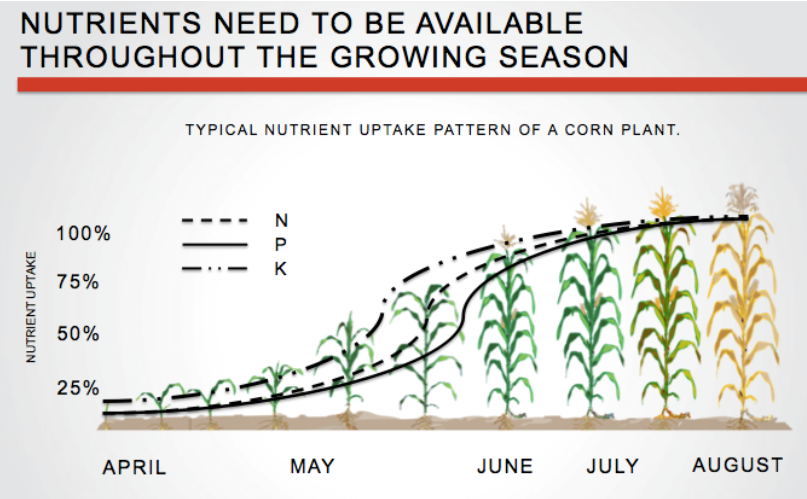 NUTRIENTS NEED TO BE AVAILABLE
THROUGHOUT THE GROWING SEASON
TYPICAL NUTRIENT UPTAKE PATTERN OF A CORN PLANT.
N
P
K
NUTRIENT UPTAKE
100%
75%
50%
25%
APRIL MAY JUNE JULY AUGUST